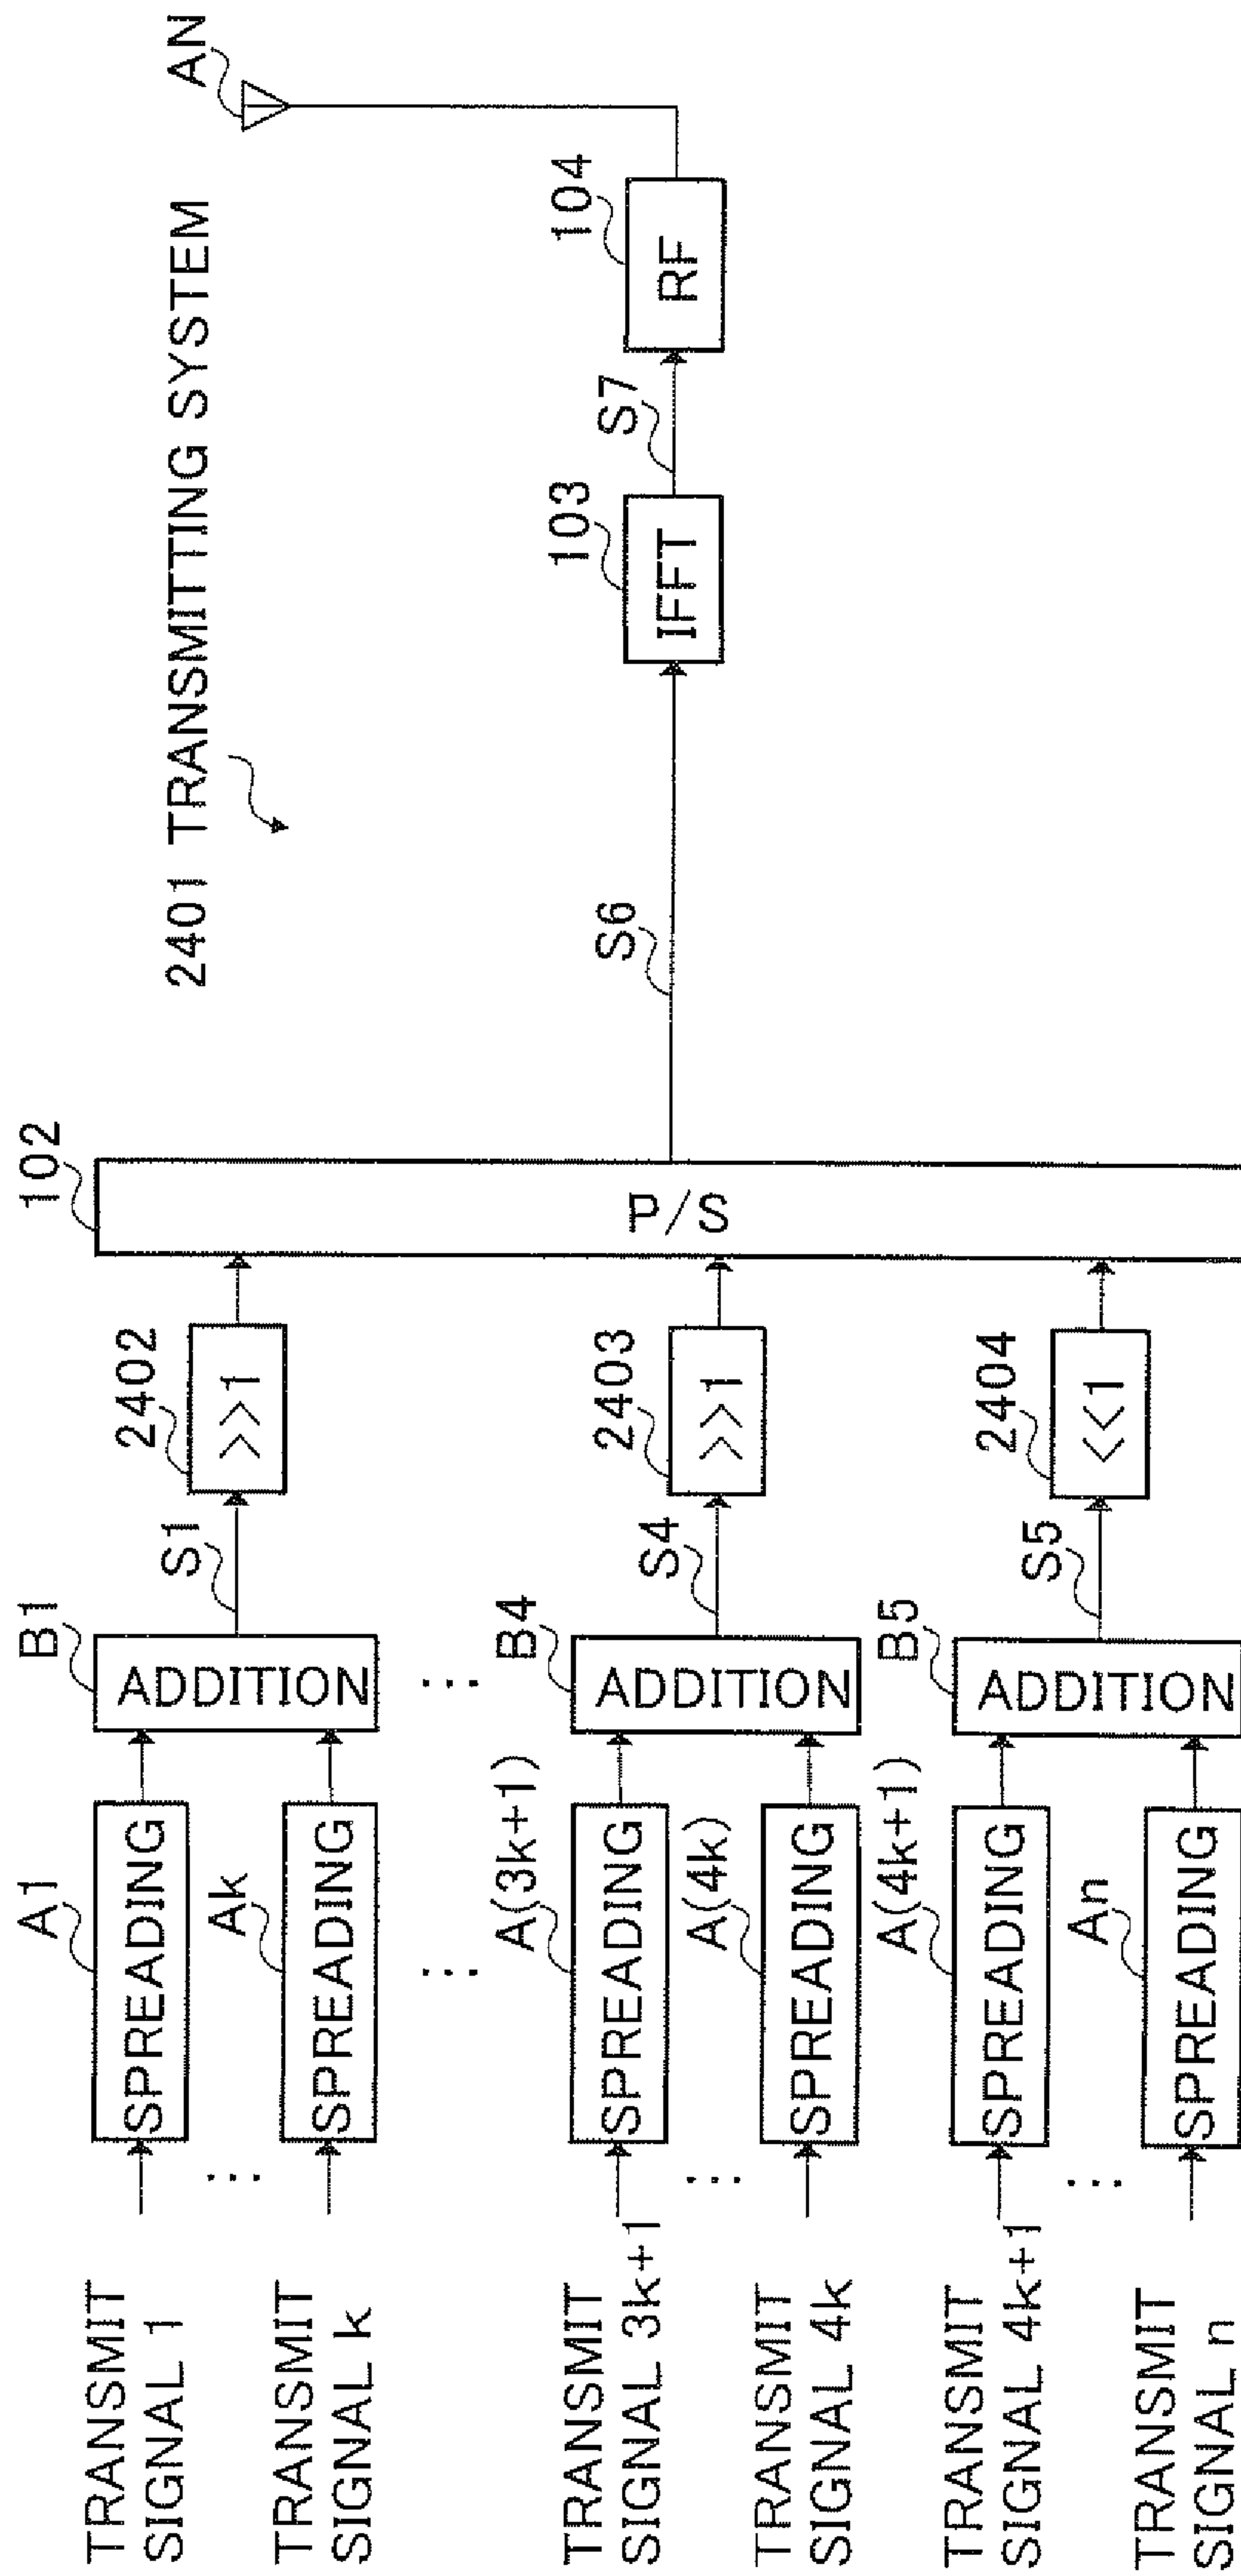 2401 TRANSMITTING SYSTEM
AN
TRANSMIT
SIGNAL 1
A1
SPREADING
B1
ADDITION
S1
2402
>>1
102
P/S
...
TRANSMIT
SIGNAL k
Ak
SPREADING
...
...
TRANSMIT
SIGNAL 3k+1
A(3k+1)
SPREADING
B4
ADDITION
S4
2403
>>1
S6
103
IFFT
S7
104
RF
...
TRANSMIT
SIGNAL 4k
A(4k)
SPREADING
TRANSMIT
SIGNAL 4k+1
A(4k+1)
SPREADING
B5
ADDITION
S5
2404
<<1
...
TRANSMIT
SIGNAL n
An
SPREADING